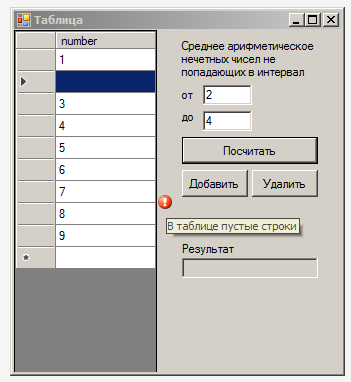 Таблица
number
1
3
4
5
6
7
8
9
*
Среднее арифметическое
нечетных чисел не
попадающих в интервал
от 2
до 4
Посчитать
Добавить Удалить
В таблице пустые строки
Результат